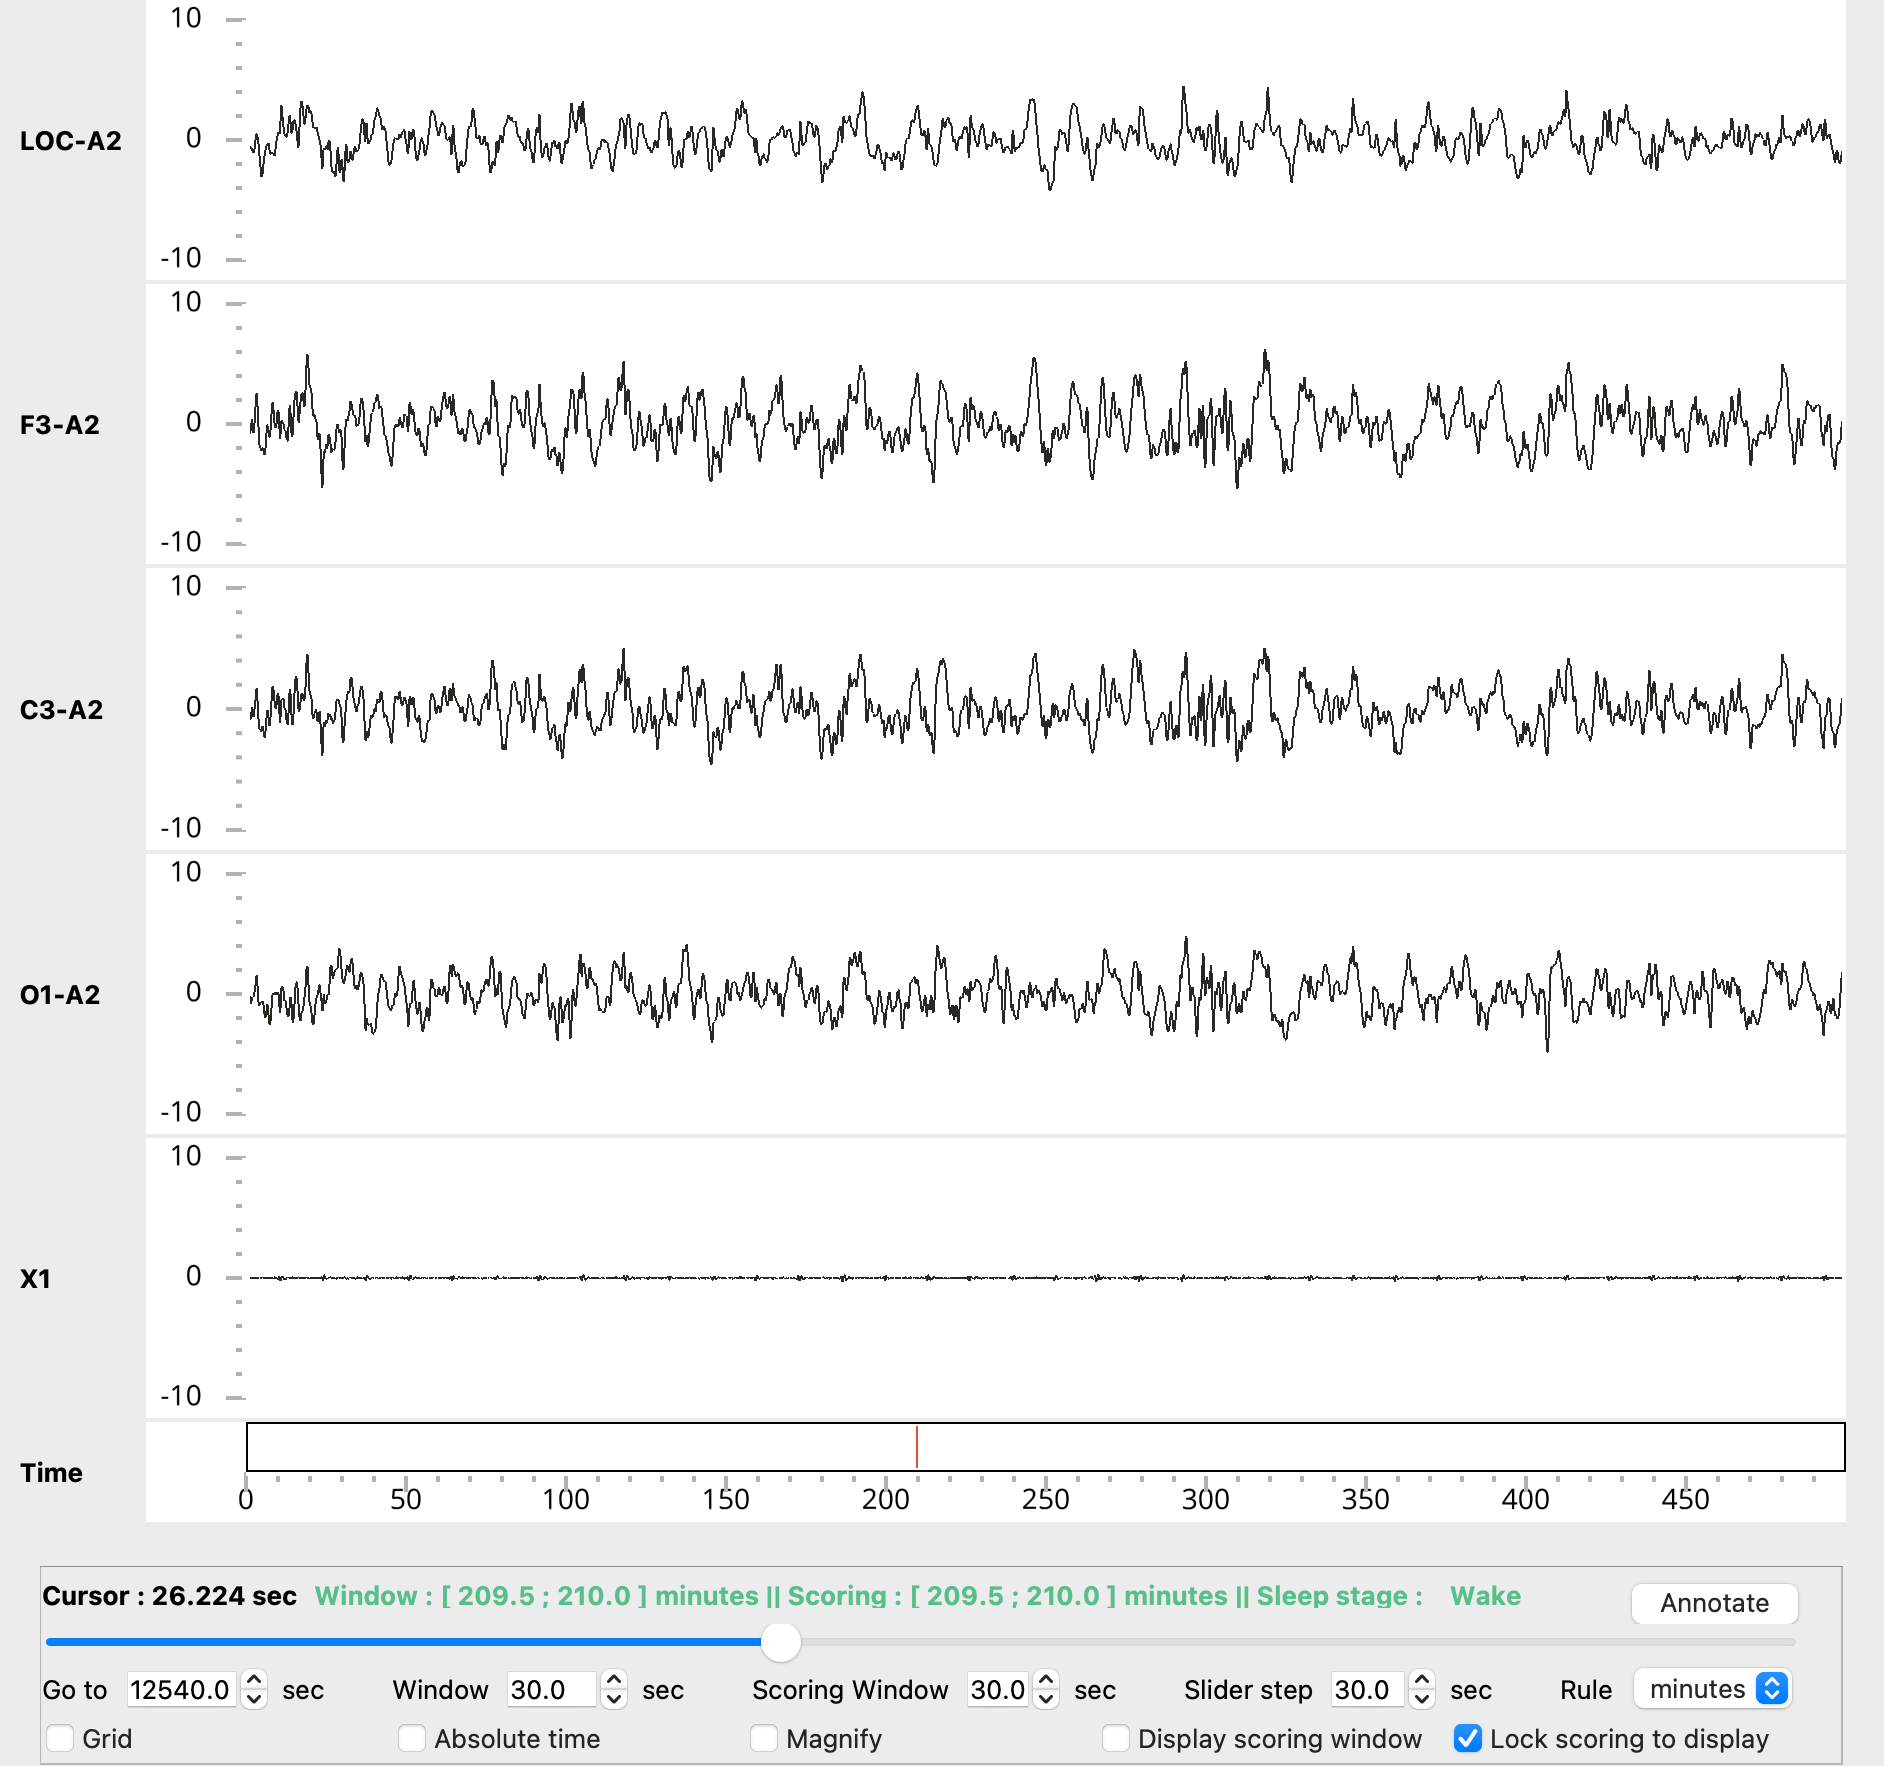 10
LOC-A2 0
-10
10
F3-A2 0
-10
10
C3-A2 0
-10
10
O1-A2 0
-10
10
X1 0
-10
Time
0 50 100 150 200 250 300 350 400 450
Cursor : 26.224 sec Window : [ 209.5 ; 210.0 ] minutes || Scoring : [ 209.5 ; 210.0 ] minutes || Sleep stage : Wake Annotate
Go to 12540.0 sec Window 30.0 sec Scoring Window 30.0 sec Slider step 30.0 sec Rule minutes
Grid Absolute time Magnify Display scoring window Lock scoring to display